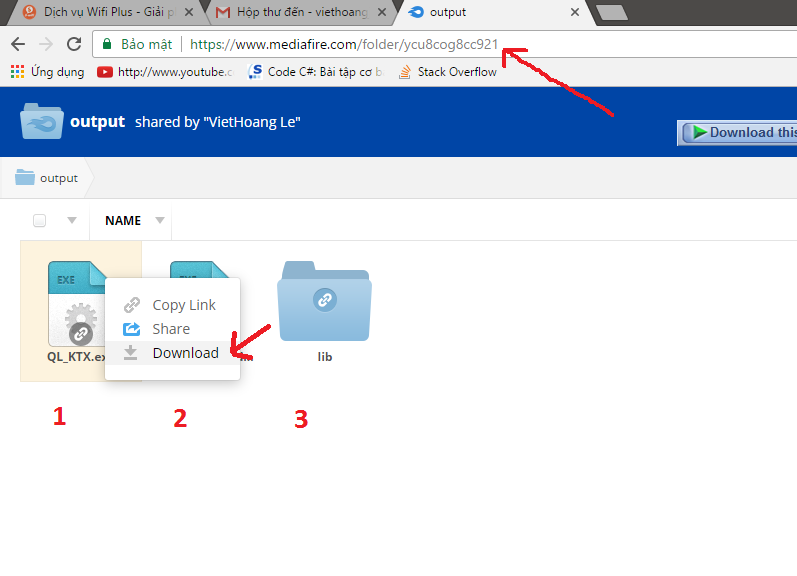 Dịch vụ Wifi Plus - Giải p
Hộp thư đến - viethoang
output
Bảo mật https://www.mediafire.com/folder/ycu8cog8cc921
Ứng dụng http://www.youtube.c Code C#: Bài tập cơ b Stack Overflow
output shared by "VietHoang Le"
Download this
output
NAME
EXE
Copy Link
Share
Download
QL_KTX.ex
lib
1 2 3